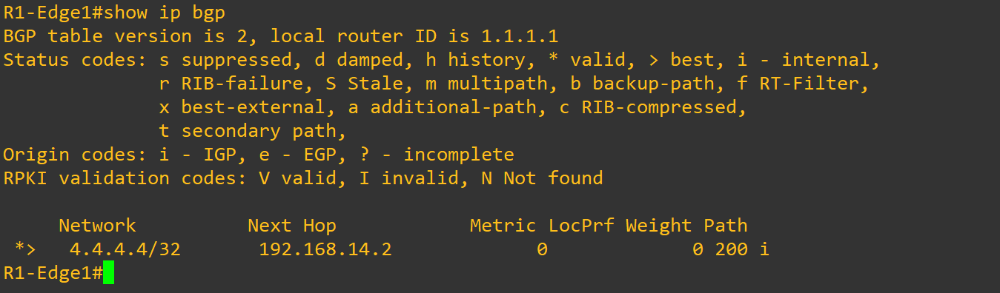 R1-Edge1#show ip bgp
BGP table version is 2, local router ID is 1.1.1.1
Status codes: s suppressed, d damped, h history, * valid, > best, i - internal,
              r RIB-failure, S Stale, m multipath, b backup-path, f RT-Filter,
              x best-external, a additional-path, c RIB-compressed,
              t secondary path,
Origin codes: i - IGP, e - EGP, ? - incomplete
RPKI validation codes: V valid, I invalid, N Not found

     Network          Next Hop            Metric LocPrf Weight Path
 *>   4.4.4.4/32       192.168.14.2             0             0 200 i
R1-Edge1#